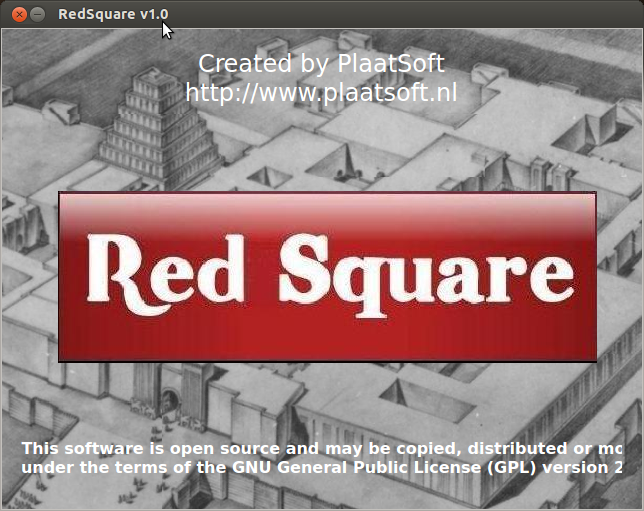 RedSquare v1.0
Created by PlaatSoft
http://www.plaatsoft.nl
Red Square
This software is open source and may be copied, distributed or mo
under the terms of the GNU General Public License (GPL) version 2